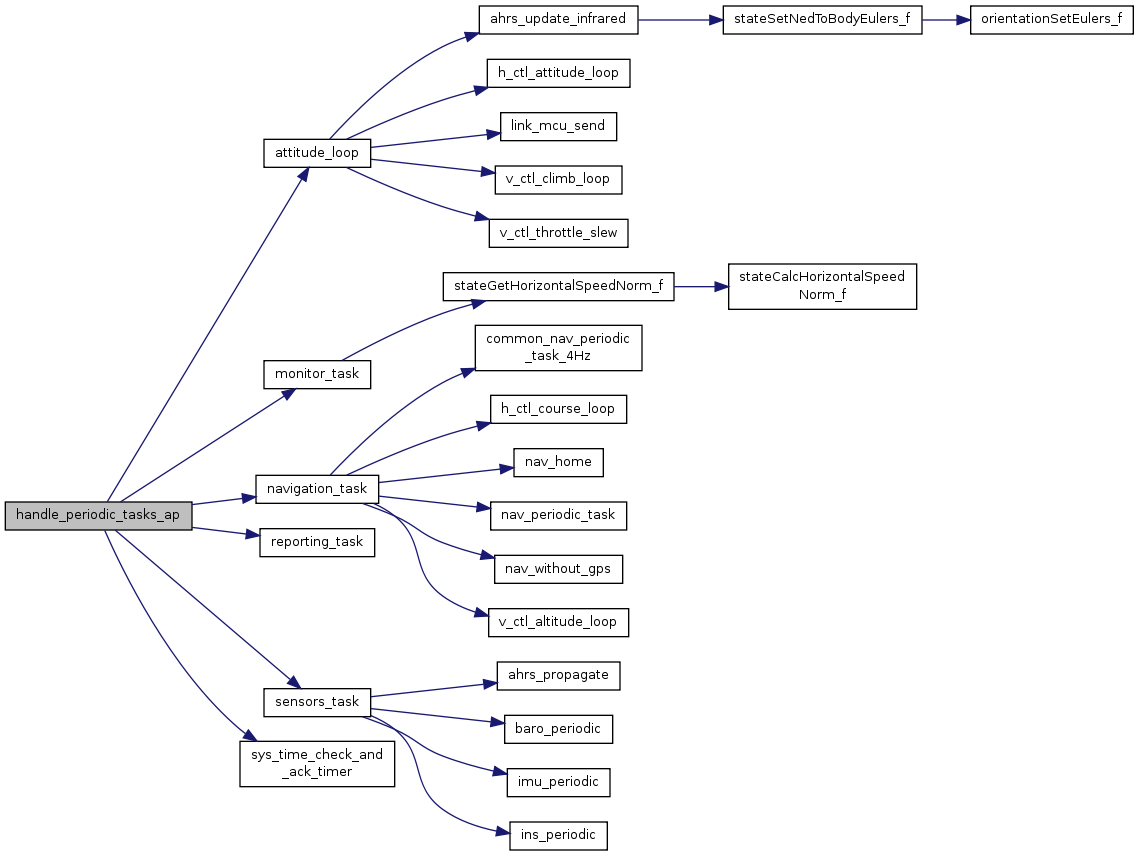 ahrs_update_infrared
stateSetNedToBodyEulers_f
orientationSetEulers_f
h_ctl_attitude_loop
link_mcu_send
attitude_loop
v_ctl_climb_loop
v_ctl_throttle_slew
stateGetHorizontalSpeedNorm_f
stateCalcHorizontalSpeed
Norm_f
common_nav_periodic
_task_4Hz
monitor_task
h_ctl_course_loop
nav_home
navigation_task
handle_periodic_tasks_ap
nav_periodic_task
reporting_task
nav_without_gps
v_ctl_altitude_loop
ahrs_propagate
sensors_task
baro_periodic
sys_time_check_and
_ack_timer
imu_periodic
ins_periodic